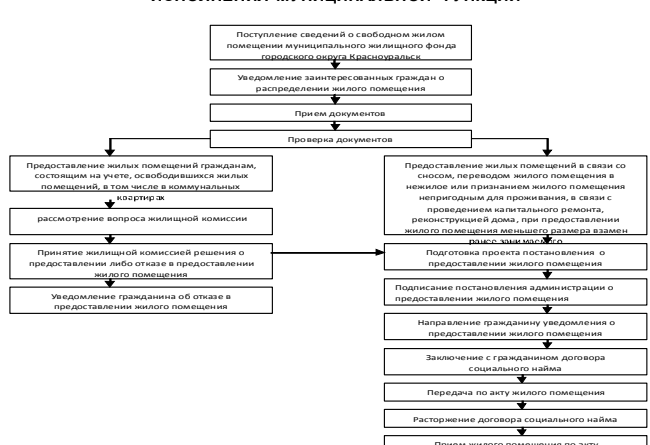 ИСПОЛНЕНИЯ МУНИЦИПАЛЬНОЙ ФУНКЦИИ
Поступление сведений о свободном жилом
помещении муниципального жилищного фонда
городского округа Красноуральск
Уведомление заинтересованных граждан о
распределении жилого помещения
Прием документов
Проверка документов
Предоставление жилых помещений гражданам,
состоящим на учете, освободившихся жилых
помещений, в том числе в коммунальных
квартирах
рассмотрение вопроса жилищной комиссии
Принятие жилищной комиссией решения о
предоставлении либо отказе в предоставлении
жилого помещения
Уведомление гражданина об отказе в
предоставлении жилого помещения
Предоставление жилых помещений в связи со
сносом, переводом жилого помещения в
нежилое или признанием жилого помещения
непригодным для проживания, в связи с
проведением капитального ремонта,
реконструкцией дома, при предоставлении
жилого помещения меньшего размера взамен
ранее занимаемого
Подготовка проекта постановления о
предоставлении жилого помещения
Подписание постановления администрации о
предоставлении жилого помещения
Направление гражданину уведомления о
предоставлении жилого помещения
Заключение с гражданином договора
социального найма
Передача по акту жилого помещения
Расторжение договора социального найма
Прием жилого помещения по акту